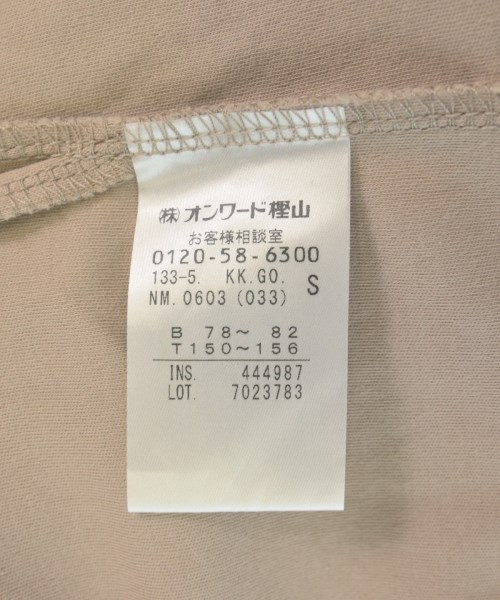 ㈱オンワード樫山
お客様相談室
0120-58-6300
133-5. KK.GO. S
NM. 0603 (033)
B 78~ 82
T150~156
INS. 444987
LOT. 7023783